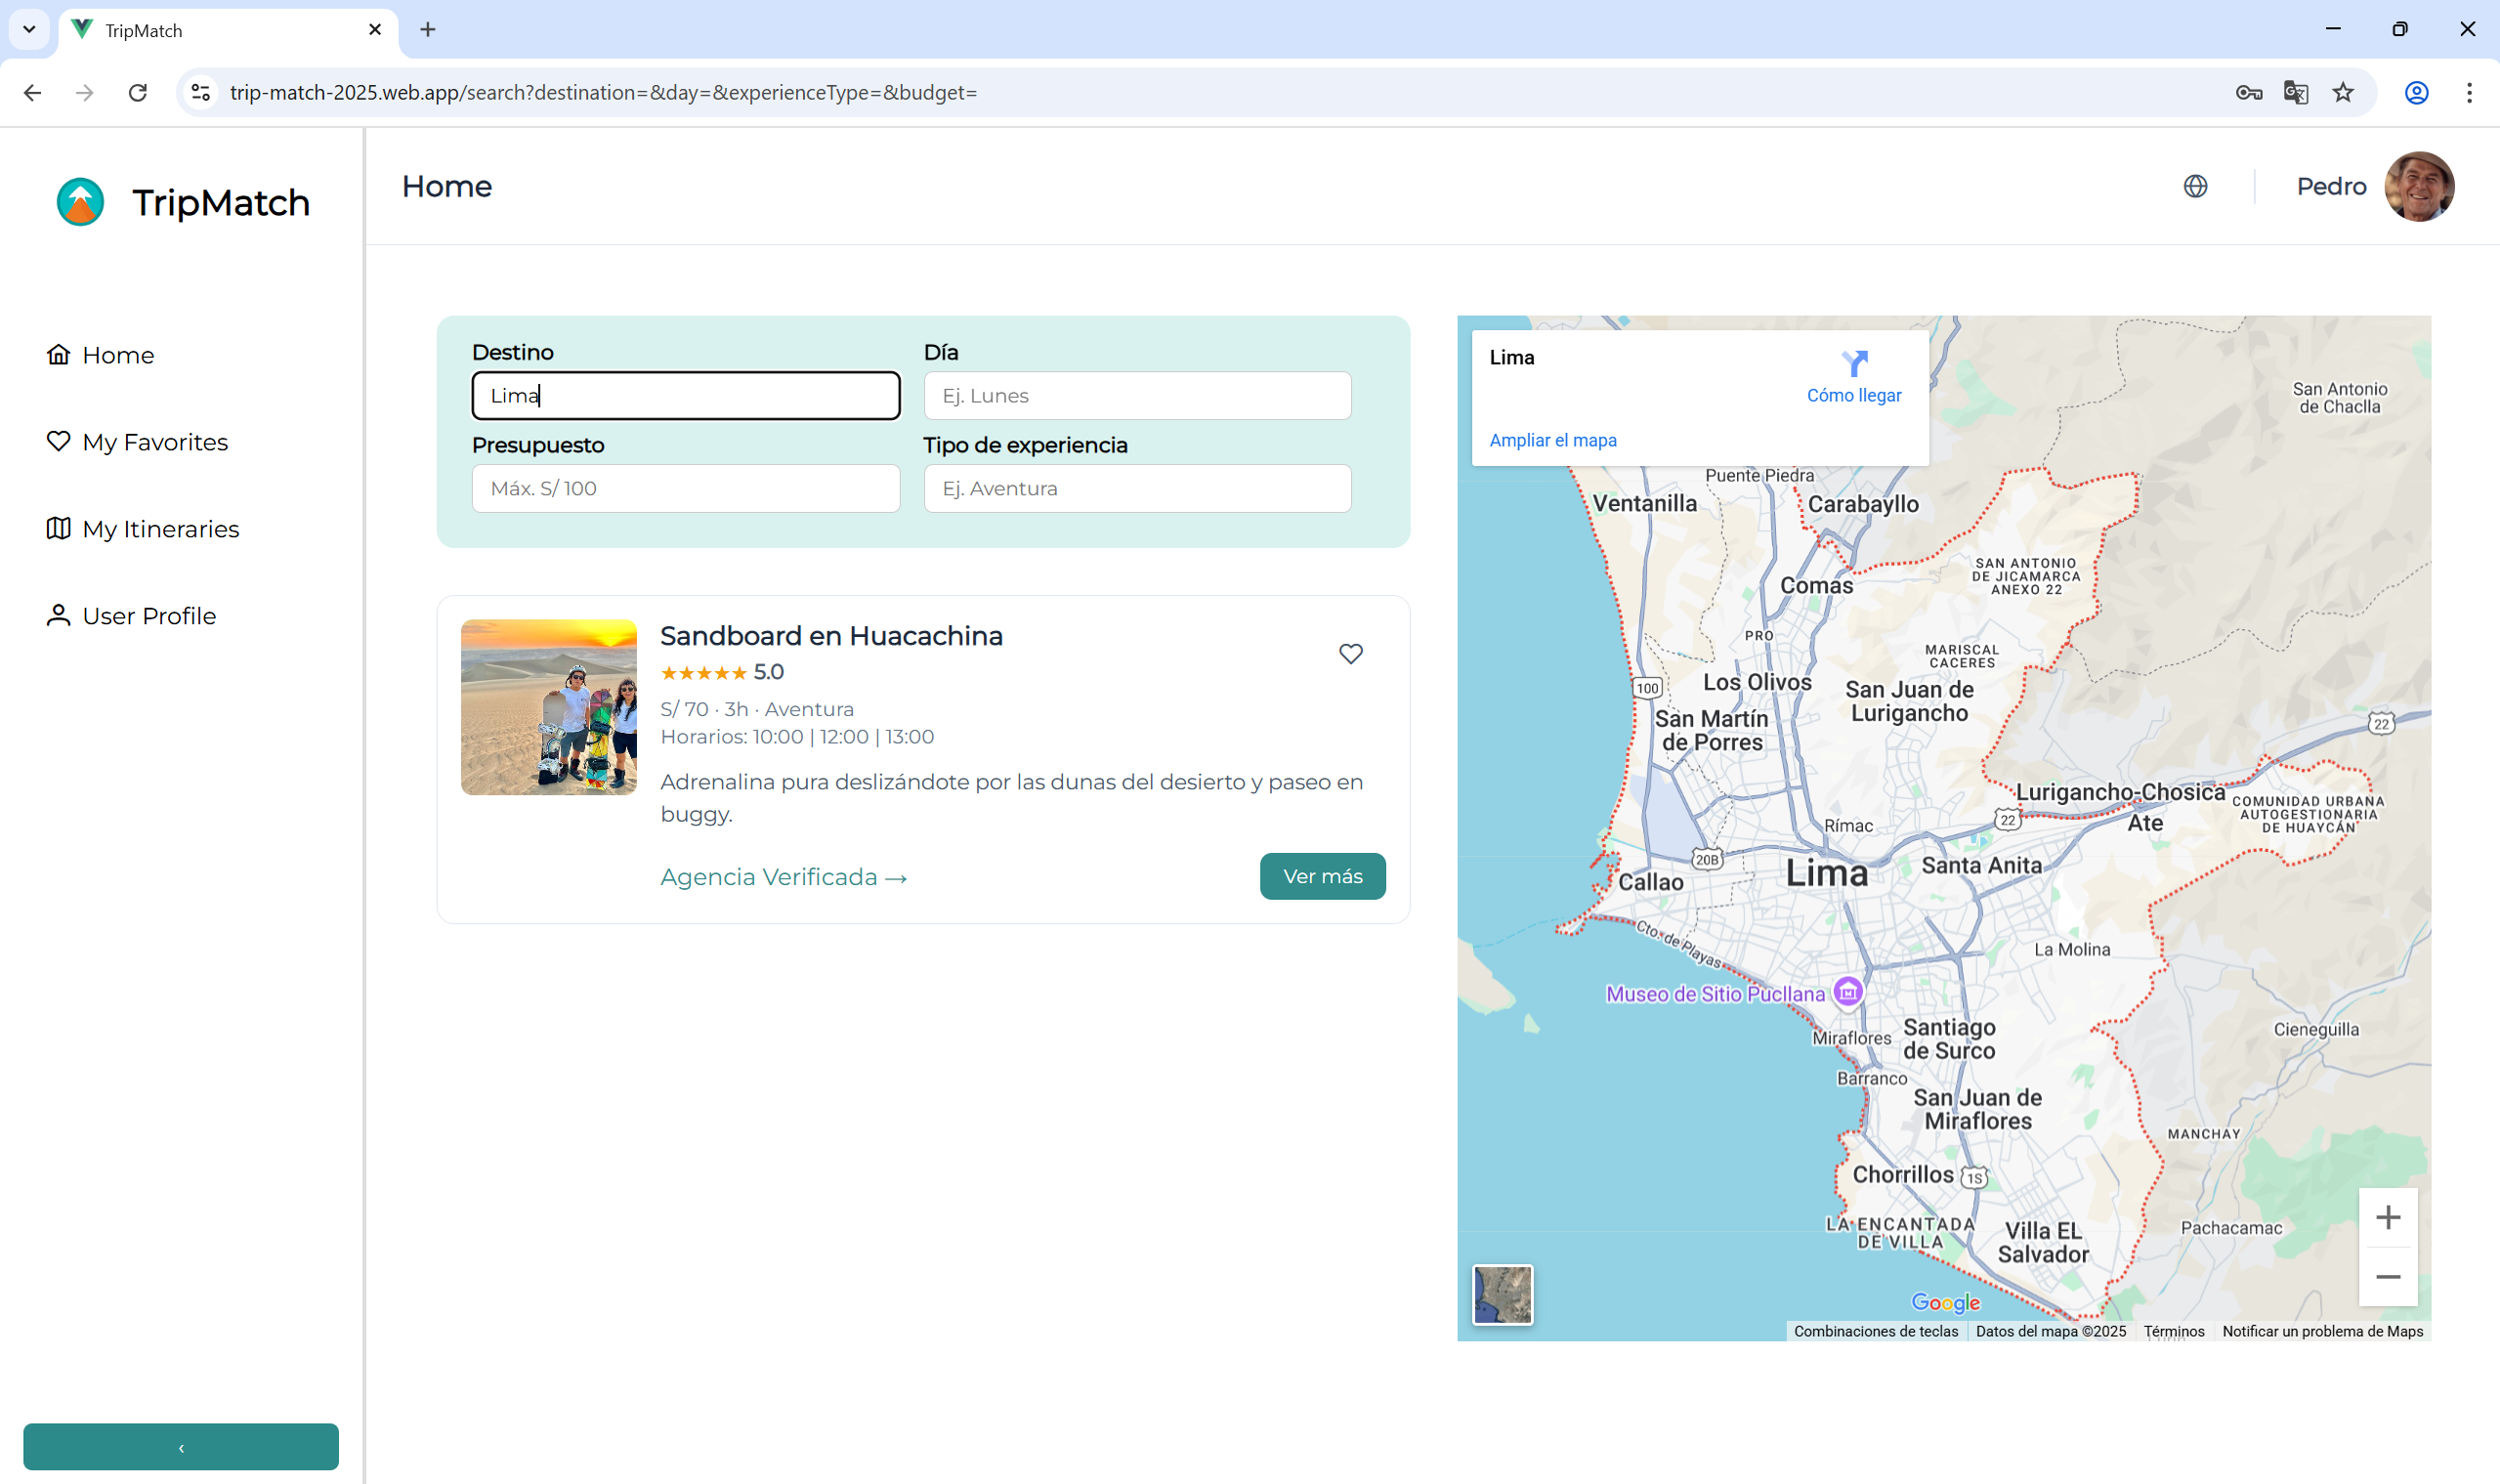 TripMatch
trip-match-2025.web.app/search?destination=&day=&experienceType=&budget=
TripMatch
Home
My Favorites
My Itineraries
User Profile
‹
Home
Pedro
Destino
Día
Lima
Ej. Lunes
Presupuesto
Tipo de experiencia
Máx. S/ 100
Ej. Aventura
Sandboard en Huacachina
★★★★★ 5.0
S/ 70 · 3h · Aventura
Horarios: 10:00 | 12:00 | 13:00
Adrenalina pura deslizándote por las dunas del desierto y paseo en
buggy.
Agencia Verificada →
Ver más
Lima
Cómo llegar
Ampliar el mapa
San Antonio
de Chaclla
Puente Piedra
Ventanilla
Carabayllo
SAN ANTONIO
DE JICAMARCA
ANEXO 22
Comas
PRO
MARISCAL
CACERES
100
Los Olivos
San Juan de
Lurigancho
San Martín
de Porres
22
Lurigancho-Chosica
COMUNIDAD URBANA
AUTOGESTIONARIA
DE HUAYCÁN
22
Ate
Rímac
20B
Lima
Santa Anita
Callao
Cto. de Playas
La Molina
Museo de Sitio Pucllana
Santiago
de Surco
Cieneguilla
Miraflores
Barranco
San Juan de
Miraflores
MANCHAY
Chorrillos
1S
LA ENCANTADA
DE VILLA
Villa EL
Salvador
Pachacamac
Google
Combinaciones de teclas
Datos del mapa ©2025
Términos
Notificar un problema de Maps